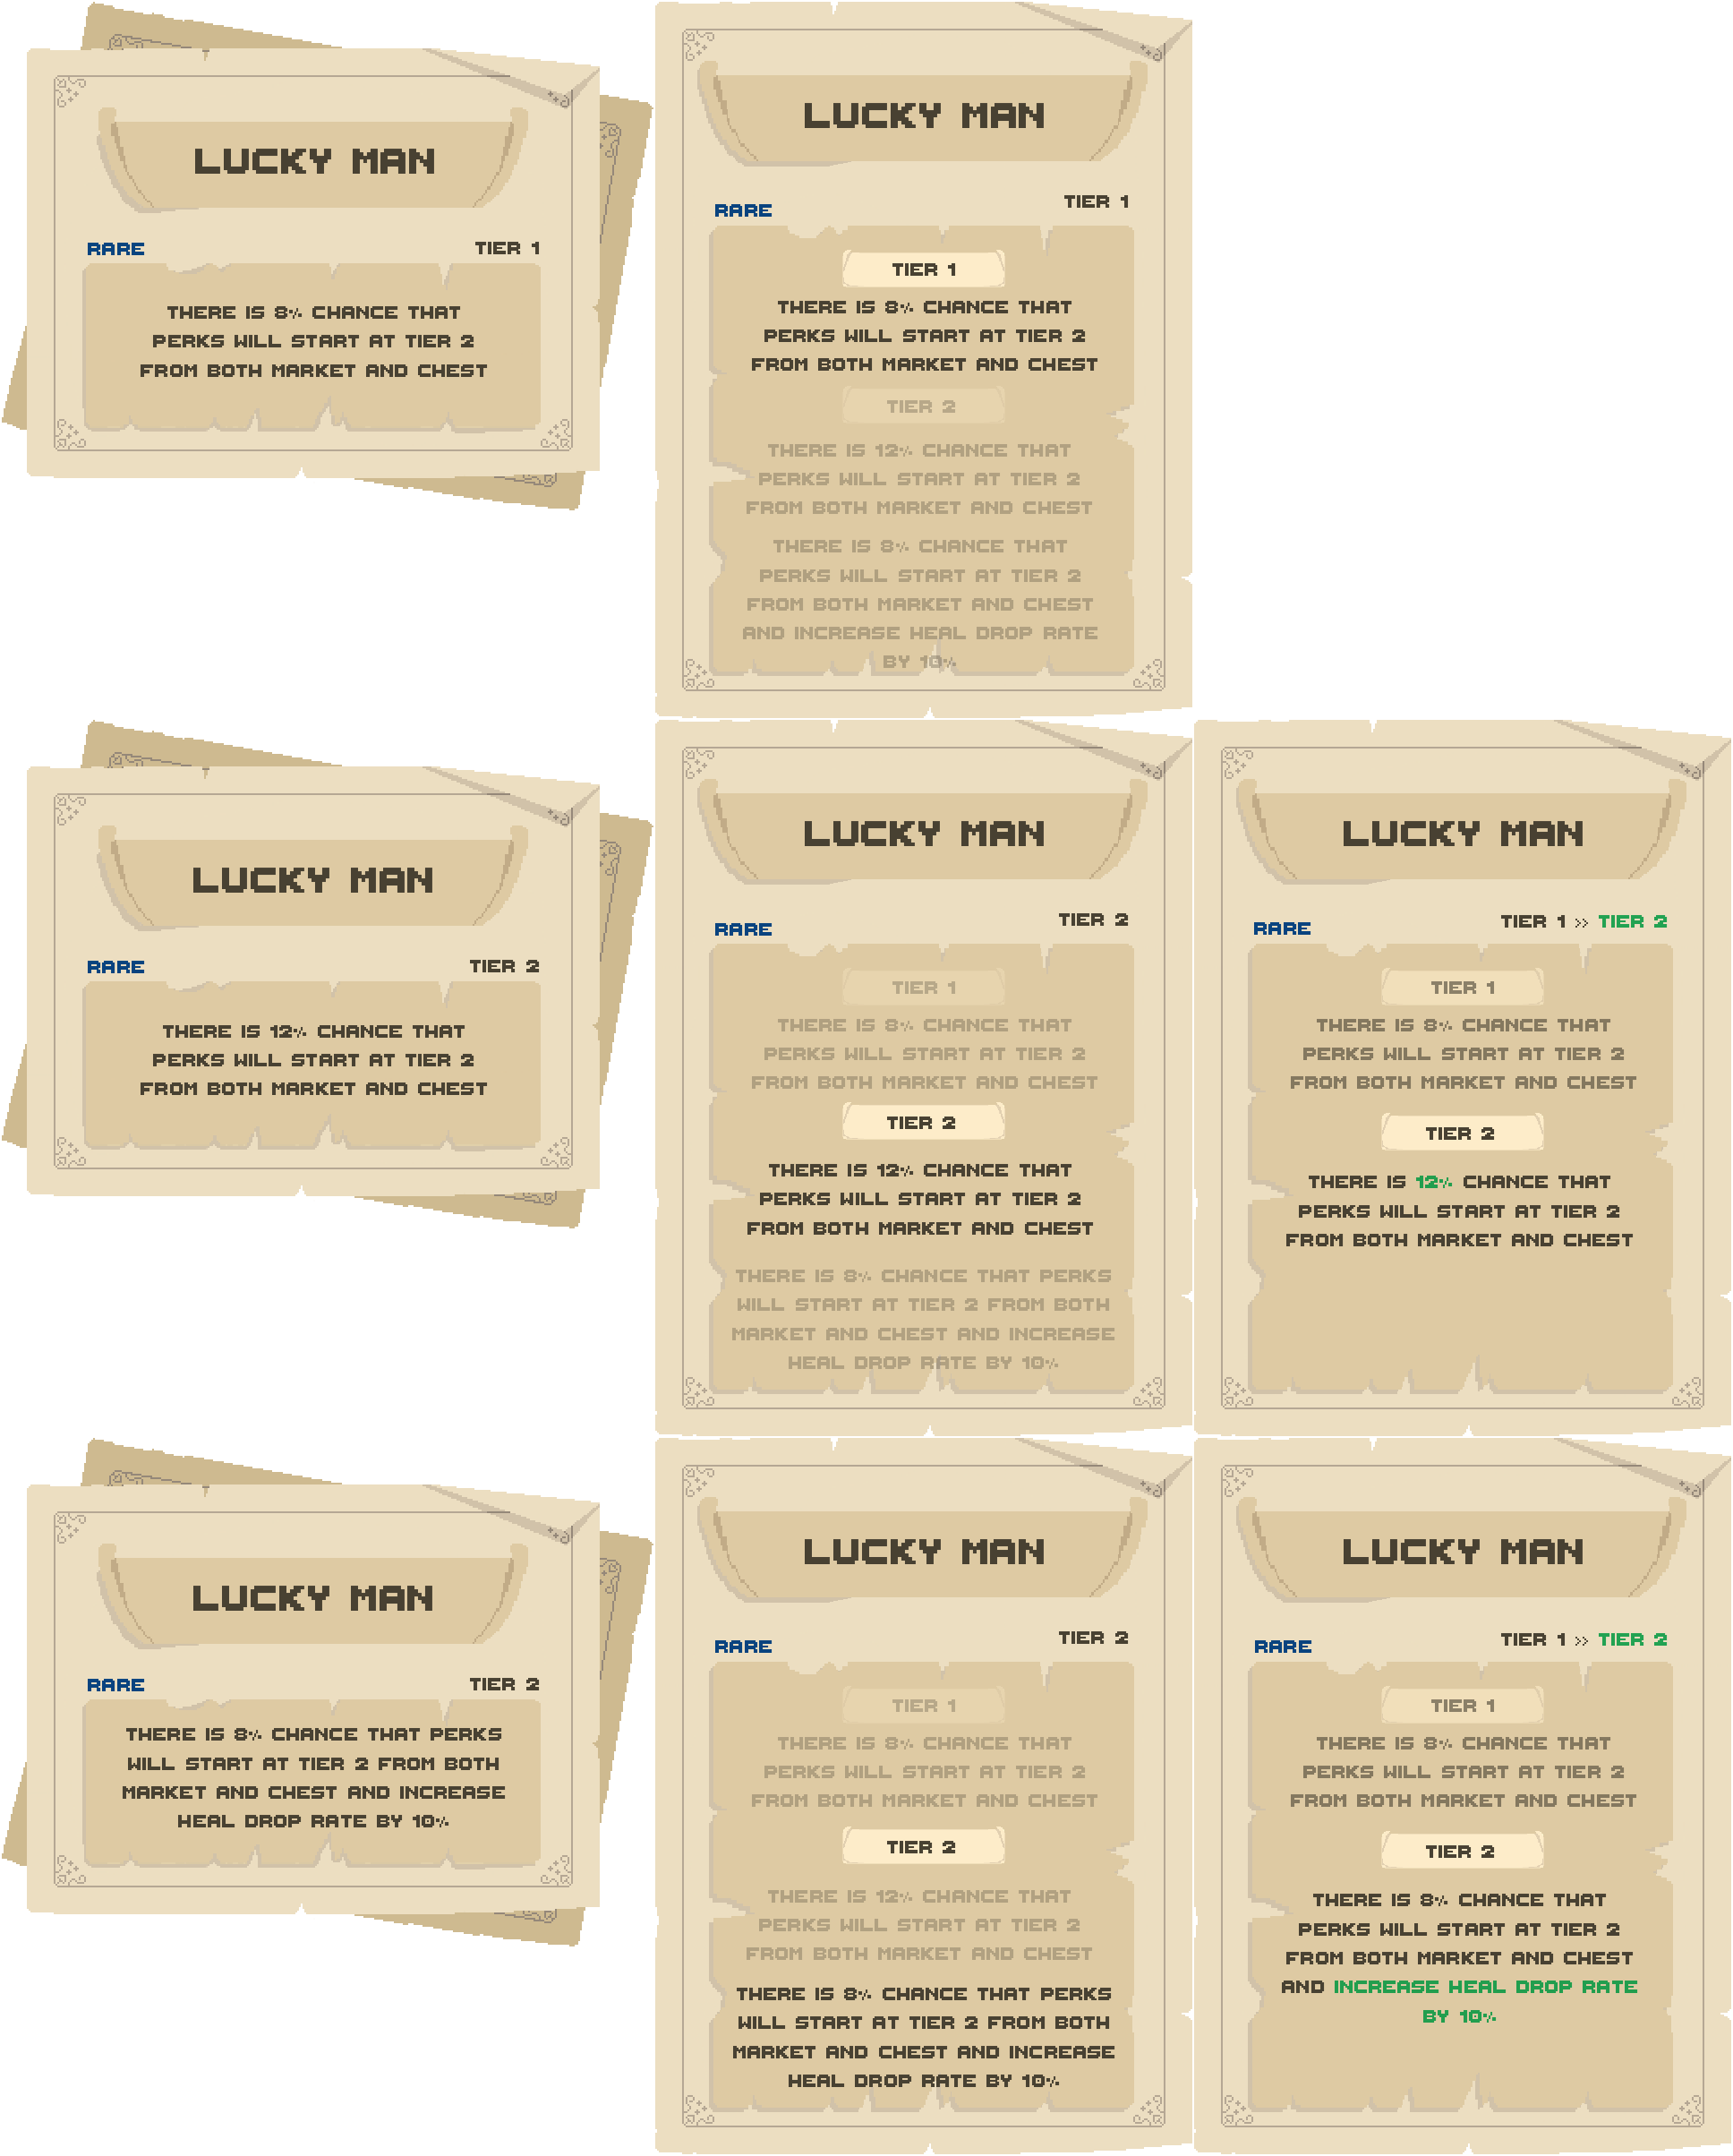 LUCKY MAN
RARE
TIER 1
THERE IS 8% CHANCE THAT
PERKS WILL START AT TIER 2
FROM BOTH MARKET AND CHEST
LUCKY MAN
RARE
TIER 1
TIER 1
THERE IS 8% CHANCE THAT
PERKS WILL START AT TIER 2
FROM BOTH MARKET AND CHEST
TIER 2
THERE IS 12% CHANCE THAT
PERKS WILL START AT TIER 2
FROM BOTH MARKET AND CHEST
THERE IS 8% CHANCE THAT
PERKS WILL START AT TIER 2
FROM BOTH MARKET AND CHEST
AND INCREASE HEAL DROP RATE
BY 10%
LUCKY MAN
RARE
TIER 2
THERE IS 12% CHANCE THAT
PERKS WILL START AT TIER 2
FROM BOTH MARKET AND CHEST
LUCKY MAN
RARE
TIER 2
TIER 1
THERE IS 8% CHANCE THAT
PERKS WILL START AT TIER 2
FROM BOTH MARKET AND CHEST
TIER 2
THERE IS 12% CHANCE THAT
PERKS WILL START AT TIER 2
FROM BOTH MARKET AND CHEST
THERE IS 8% CHANCE THAT PERKS
WILL START AT TIER 2 FROM BOTH
MARKET AND CHEST AND INCREASE
HEAL DROP RATE BY 10%
LUCKY MAN
RARE
TIER 1 >> TIER 2
TIER 1
THERE IS 8% CHANCE THAT
PERKS WILL START AT TIER 2
FROM BOTH MARKET AND CHEST
TIER 2
THERE IS 12% CHANCE THAT
PERKS WILL START AT TIER 2
FROM BOTH MARKET AND CHEST
LUCKY MAN
RARE
TIER 2
THERE IS 8% CHANCE THAT PERKS
WILL START AT TIER 2 FROM BOTH
MARKET AND CHEST AND INCREASE
HEAL DROP RATE BY 10%
LUCKY MAN
RARE
TIER 2
TIER 1
THERE IS 8% CHANCE THAT
PERKS WILL START AT TIER 2
FROM BOTH MARKET AND CHEST
TIER 2
THERE IS 12% CHANCE THAT
PERKS WILL START AT TIER 2
FROM BOTH MARKET AND CHEST
THERE IS 8% CHANCE THAT PERKS
WILL START AT TIER 2 FROM BOTH
MARKET AND CHEST AND INCREASE
HEAL DROP RATE BY 10%
LUCKY MAN
RARE
TIER 1 >> TIER 2
TIER 1
THERE IS 8% CHANCE THAT
PERKS WILL START AT TIER 2
FROM BOTH MARKET AND CHEST
TIER 2
THERE IS 8% CHANCE THAT
PERKS WILL START AT TIER 2
FROM BOTH MARKET AND CHEST
AND INCREASE HEAL DROP RATE
BY 10%